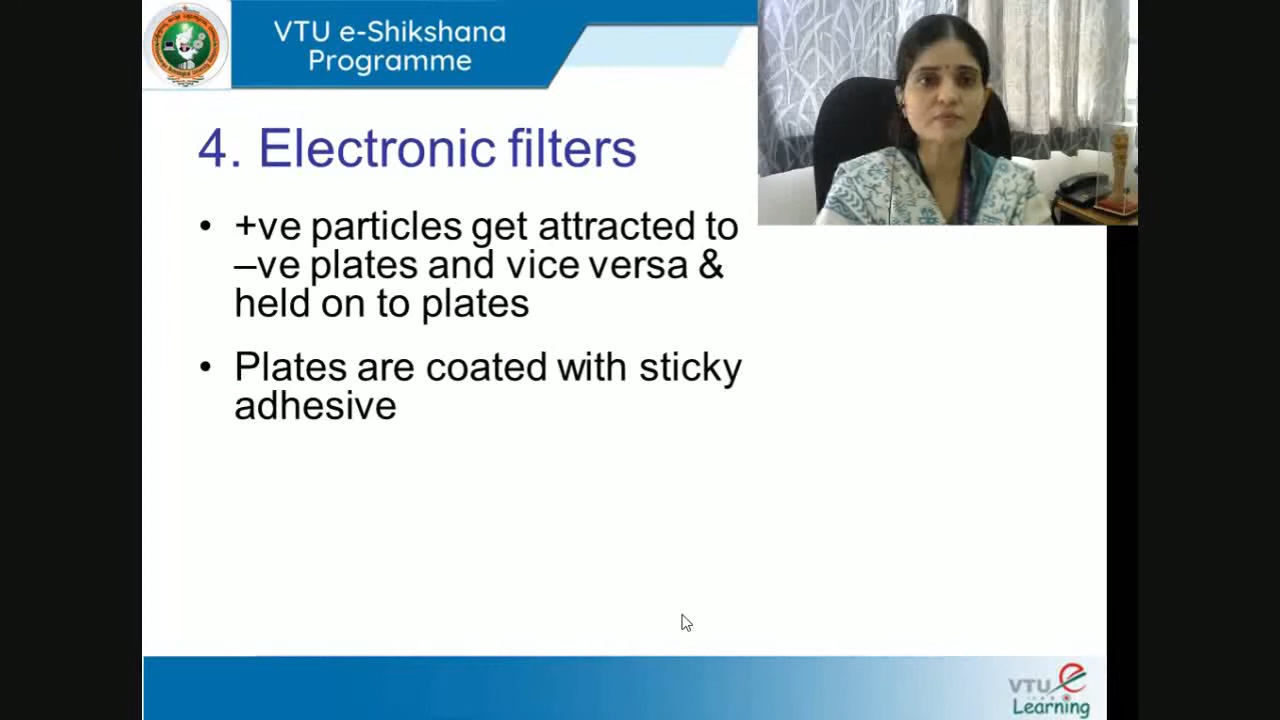 VTU e-Shikshana
Programme
4. Electronic filters
• +ve particles get attracted to
–ve plates and vice versa &
held on to plates
• Plates are coated with sticky
adhesive
VTU e
Learning